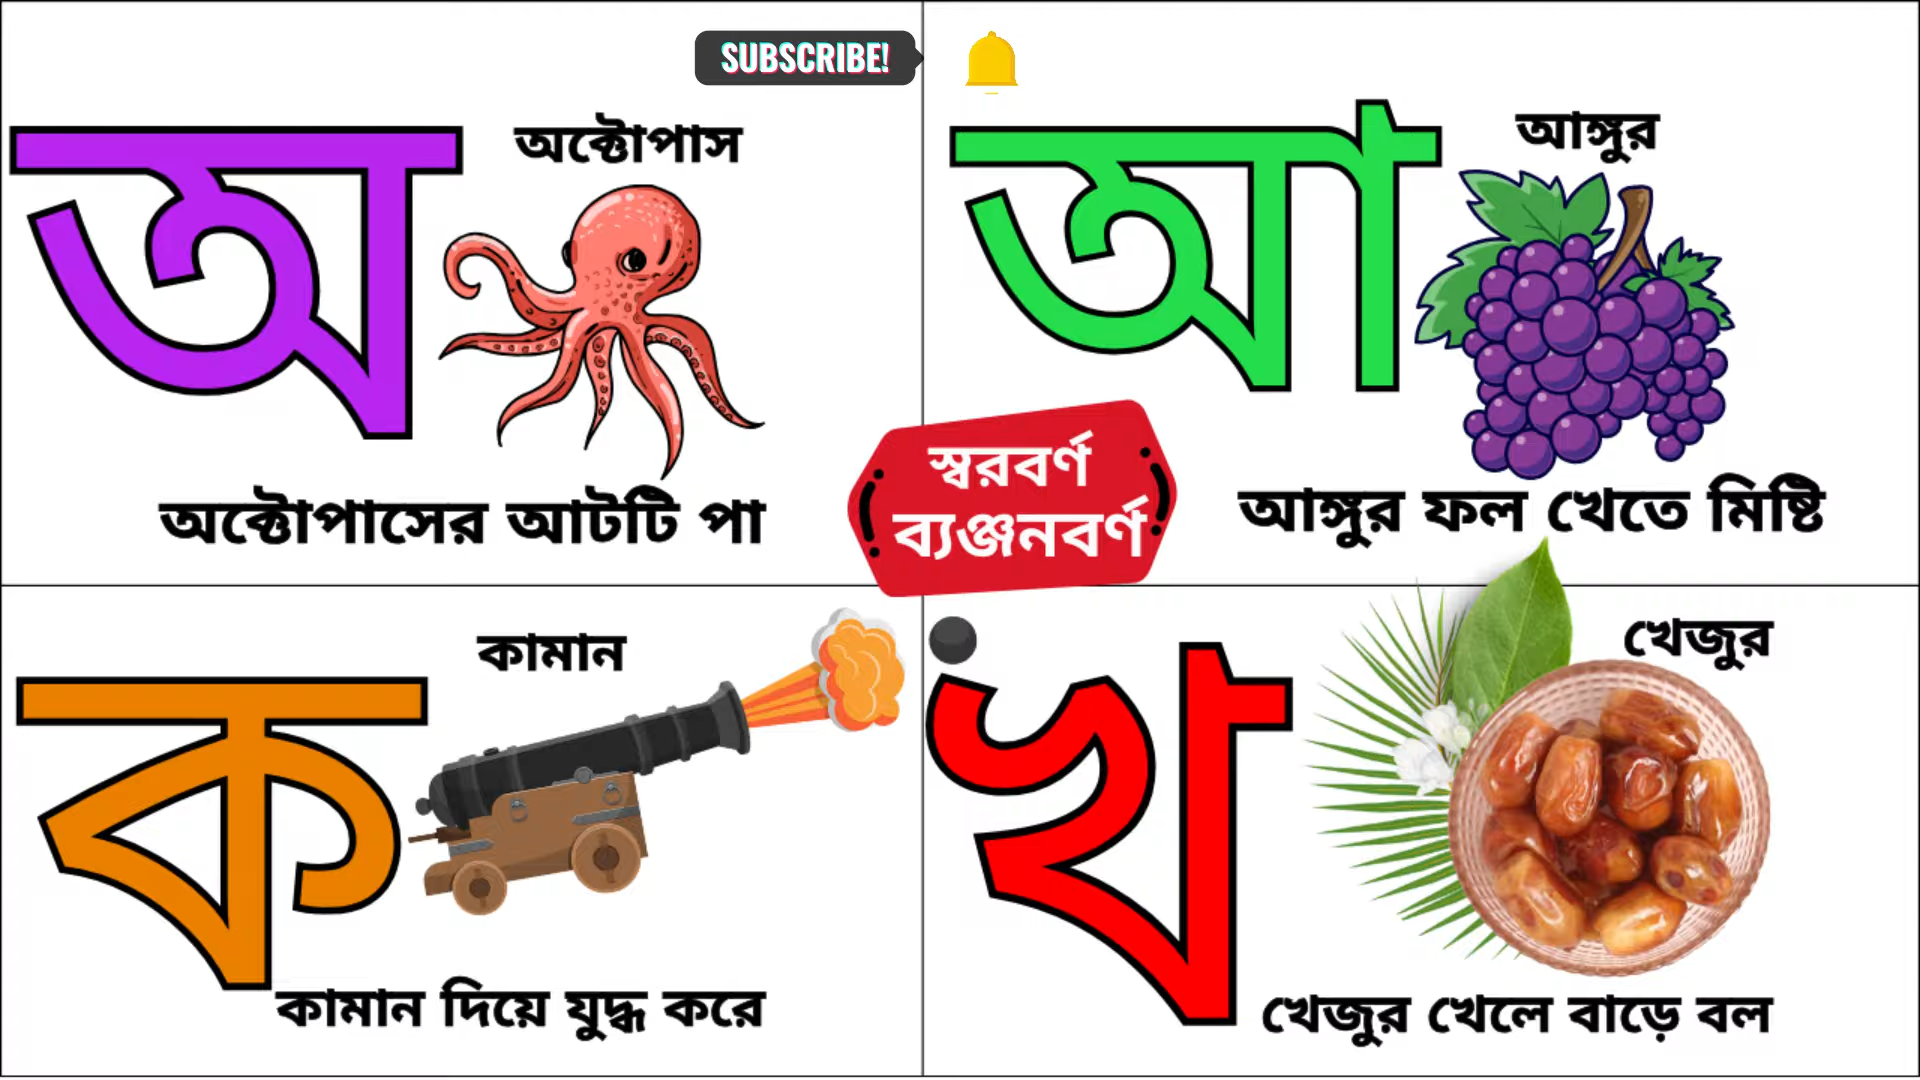 SUBSCRIBE!
অ
অক্টোপাস
অক্টোপাসের আটটি পা
আ
আঙ্গুর
আঙ্গুর ফল খেতে মিষ্টি
স্বরবর্ণ
ব্যঞ্জনবর্ণ
ক
কামান
কামান দিয়ে যুদ্ধ করে
খ
খেজুর
খেজুর খেলে বাড়ে বল